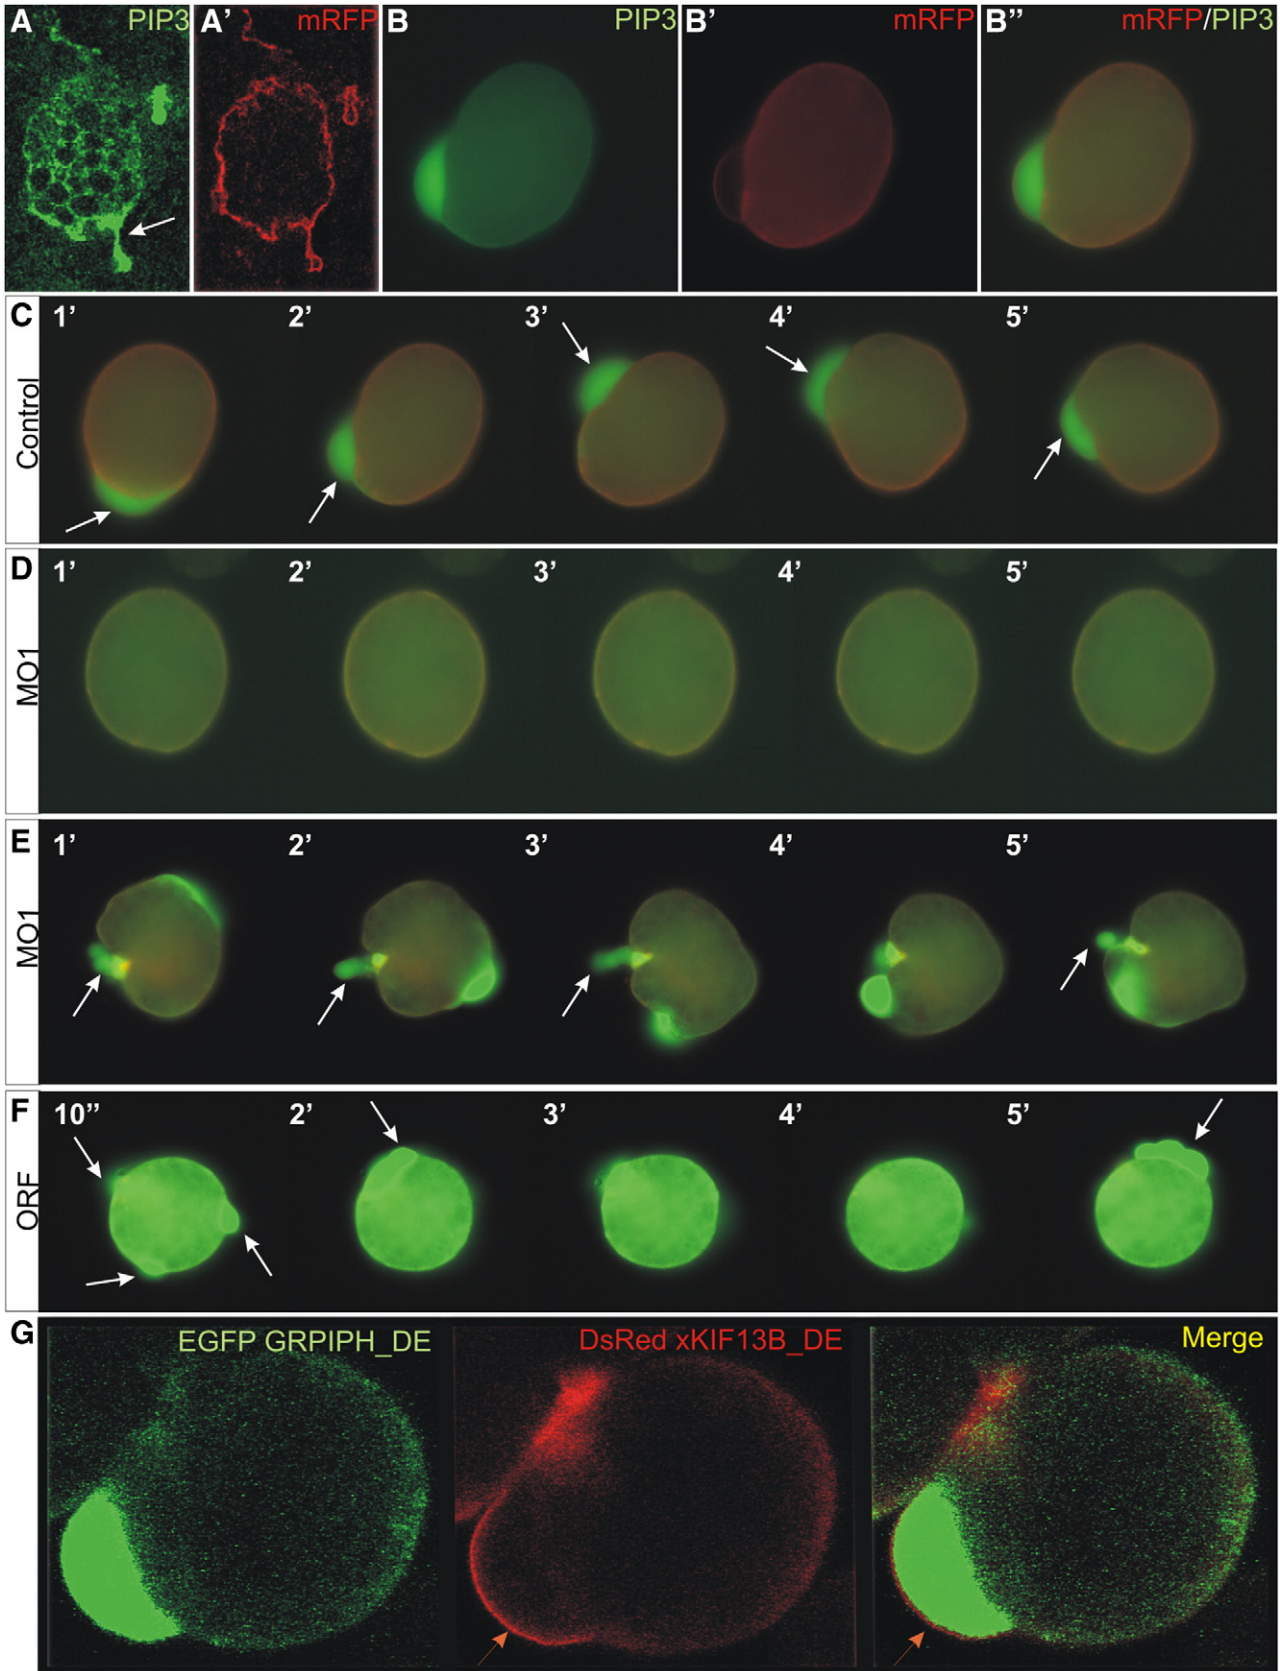 A PIP3 A’ mRFP B PIP3 B’ mRFP B” mRFP/PIP3
C 1’ 2’ 3’ 4’ 5’
Control
D 1’ 2’ 3’ 4’ 5’
MO1
E 1’ 2’ 3’ 4’ 5’
MO1
F 10” 2’ 3’ 4’ 5’
ORF
G EGFP GRPIPH_DE DsRed xKIF13B_DE Merge